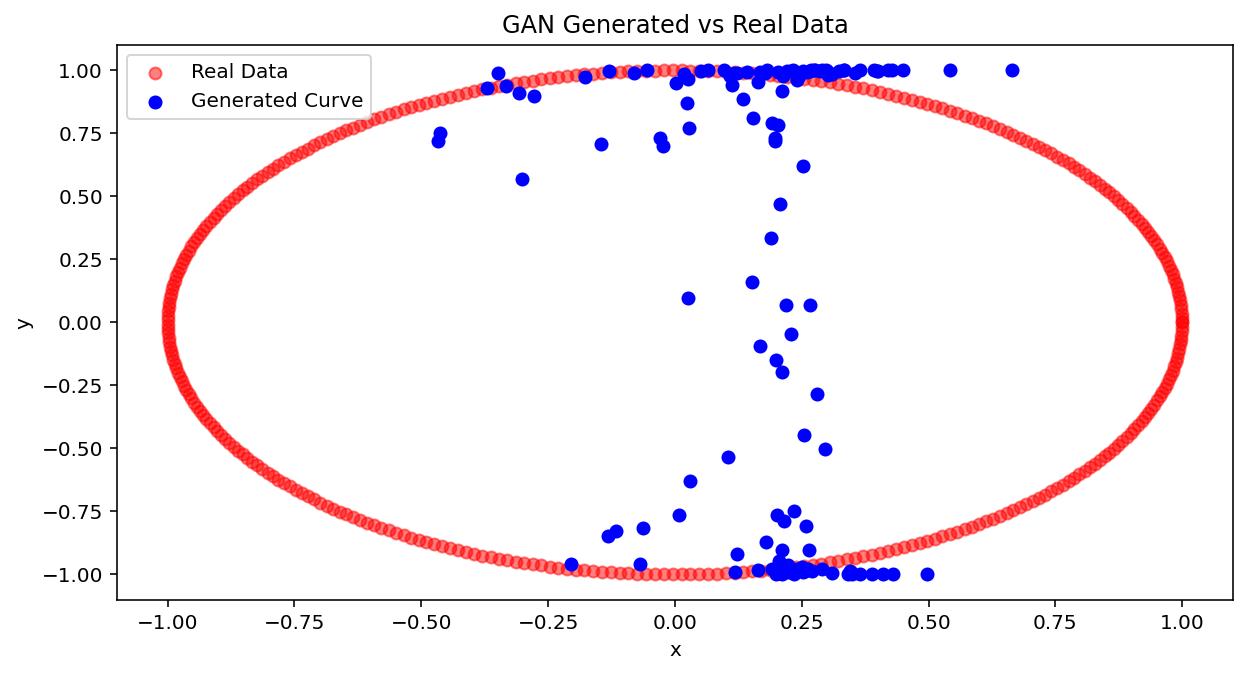 GAN Generated vs Real Data
Real Data
Generated Curve
1.00
0.75
0.50
0.25
0.00
−0.25
−0.50
−0.75
−1.00
y
−1.00 −0.75 −0.50 −0.25 0.00 0.25 0.50 0.75 1.00
x